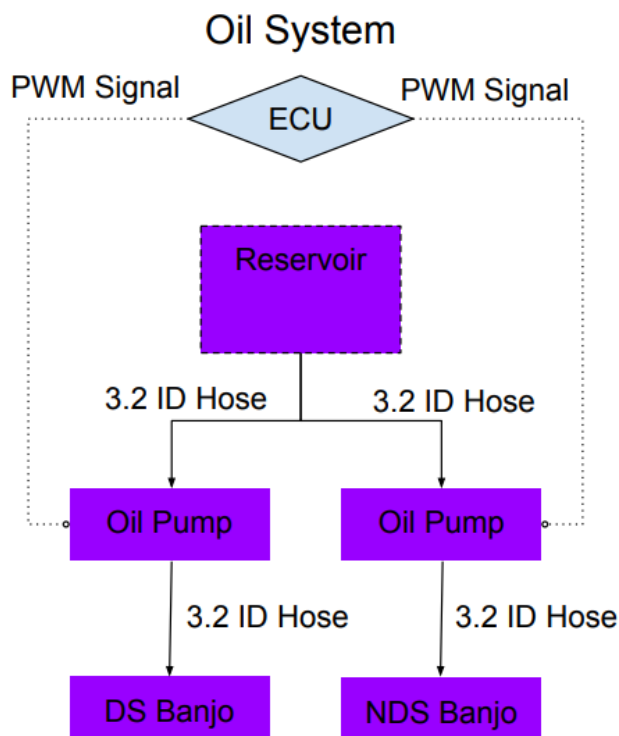 Oil System
PWM Signal
PWM Signal
ECU
Reservoir
3.2 ID Hose
3.2 ID Hose
Oil Pump
Oil Pump
3.2 ID Hose
3.2 ID Hose
DS Banjo
NDS Banjo